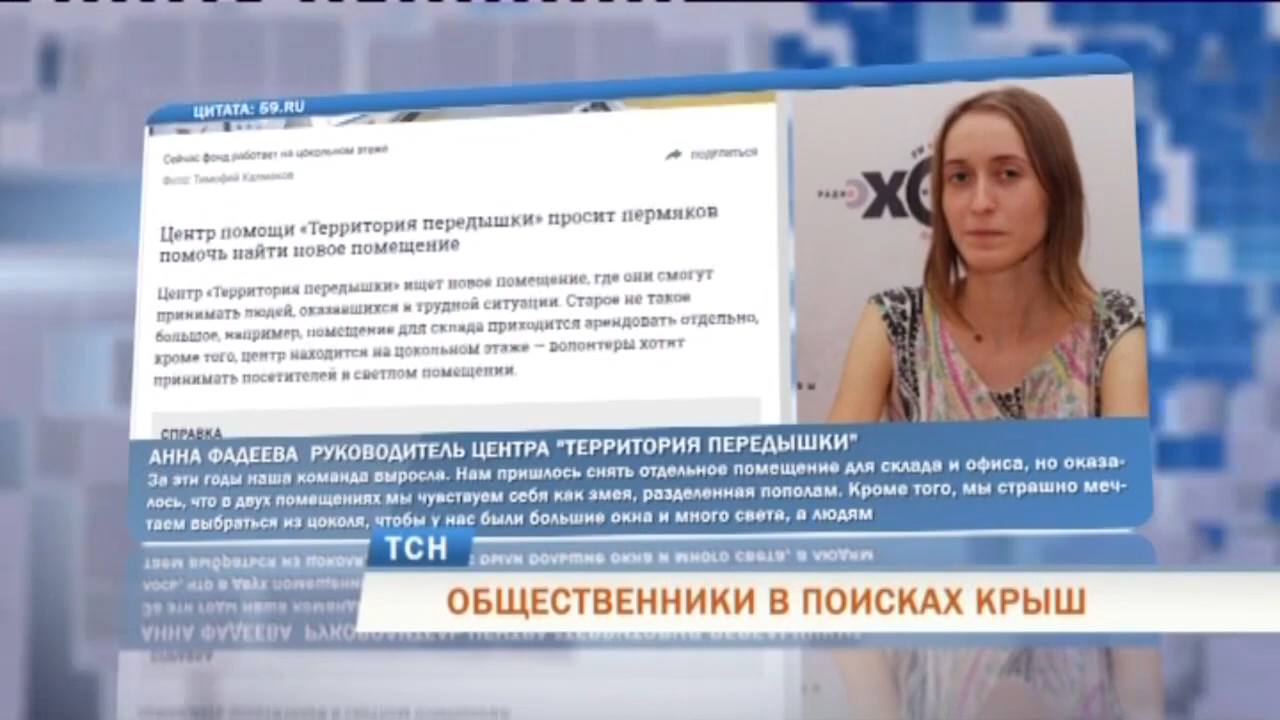 ЦИТАТА: 59.RU
Сейчас фонд работает на цокольном этаже
Фото: Тимофей Калмаков
ПОДЕЛИТЬСЯ
Центр помощи «Территория передышки» просит пермяков
помочь найти новое помещение
Центр «Территория передышки» ищет новое помещение, где они смогут
принимать людей, оказавшихся в трудной ситуации. Старое не такое
большое, например, помещение для склада приходится арендовать отдельно,
кроме того, центр находится на цокольном этаже — волонтеры хотят
принимать посетителей в светлом помещении.
СПРАВКА
РАДИО
ЭХО
АННА ФАДЕЕВА РУКОВОДИТЕЛЬ ЦЕНТРА "ТЕРРИТОРИЯ ПЕРЕДЫШКИ"
За эти годы наша команда выросла. Нам пришлось снять отдельное помещение для склада и офиса, но оказа-
лось, что в двух помещениях мы чувствуем себя как змея, разделенная пополам. Кроме того, мы страшно меч-
таем выбраться из цоколя, чтобы у нас были большие окна и много света, а людям
ТСН
ОБЩЕСТВЕННИКИ В ПОИСКАХ КРЫШ